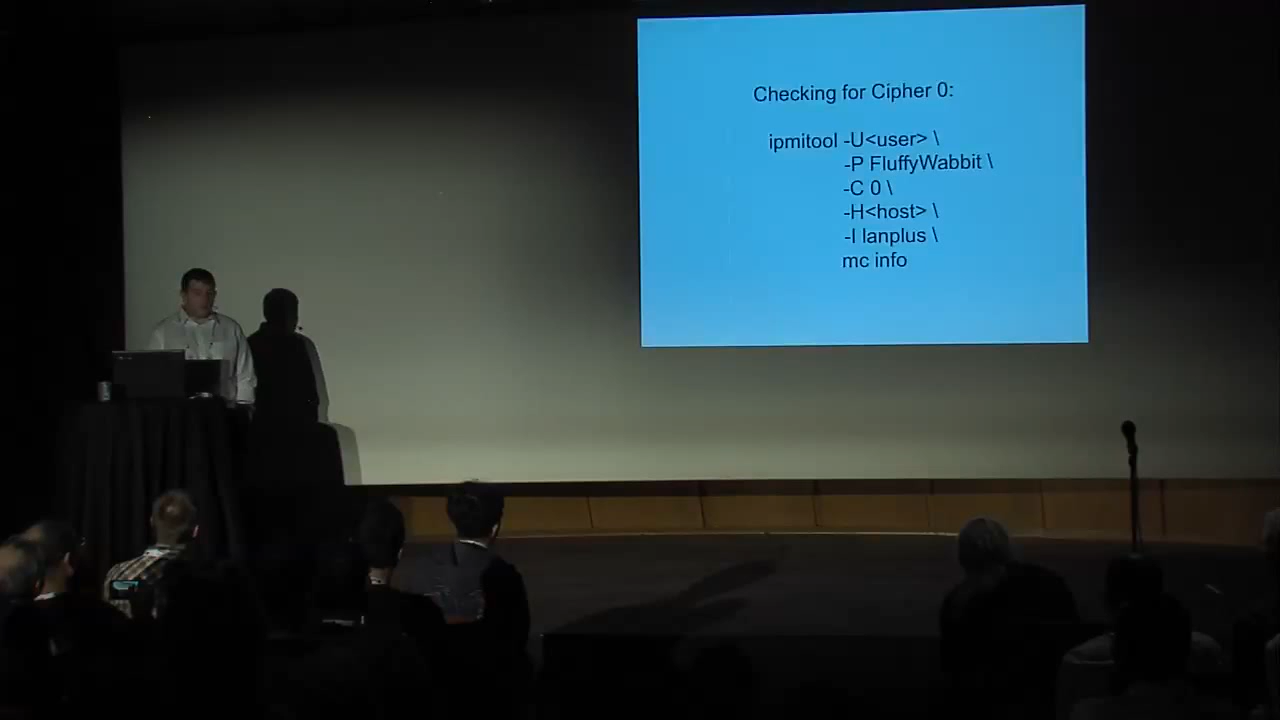 Checking for Cipher 0:
ipmitool -U<user> \
-P FluffyWabbit \
-C 0 \
-H<host> \
-I lanplus \
mc info